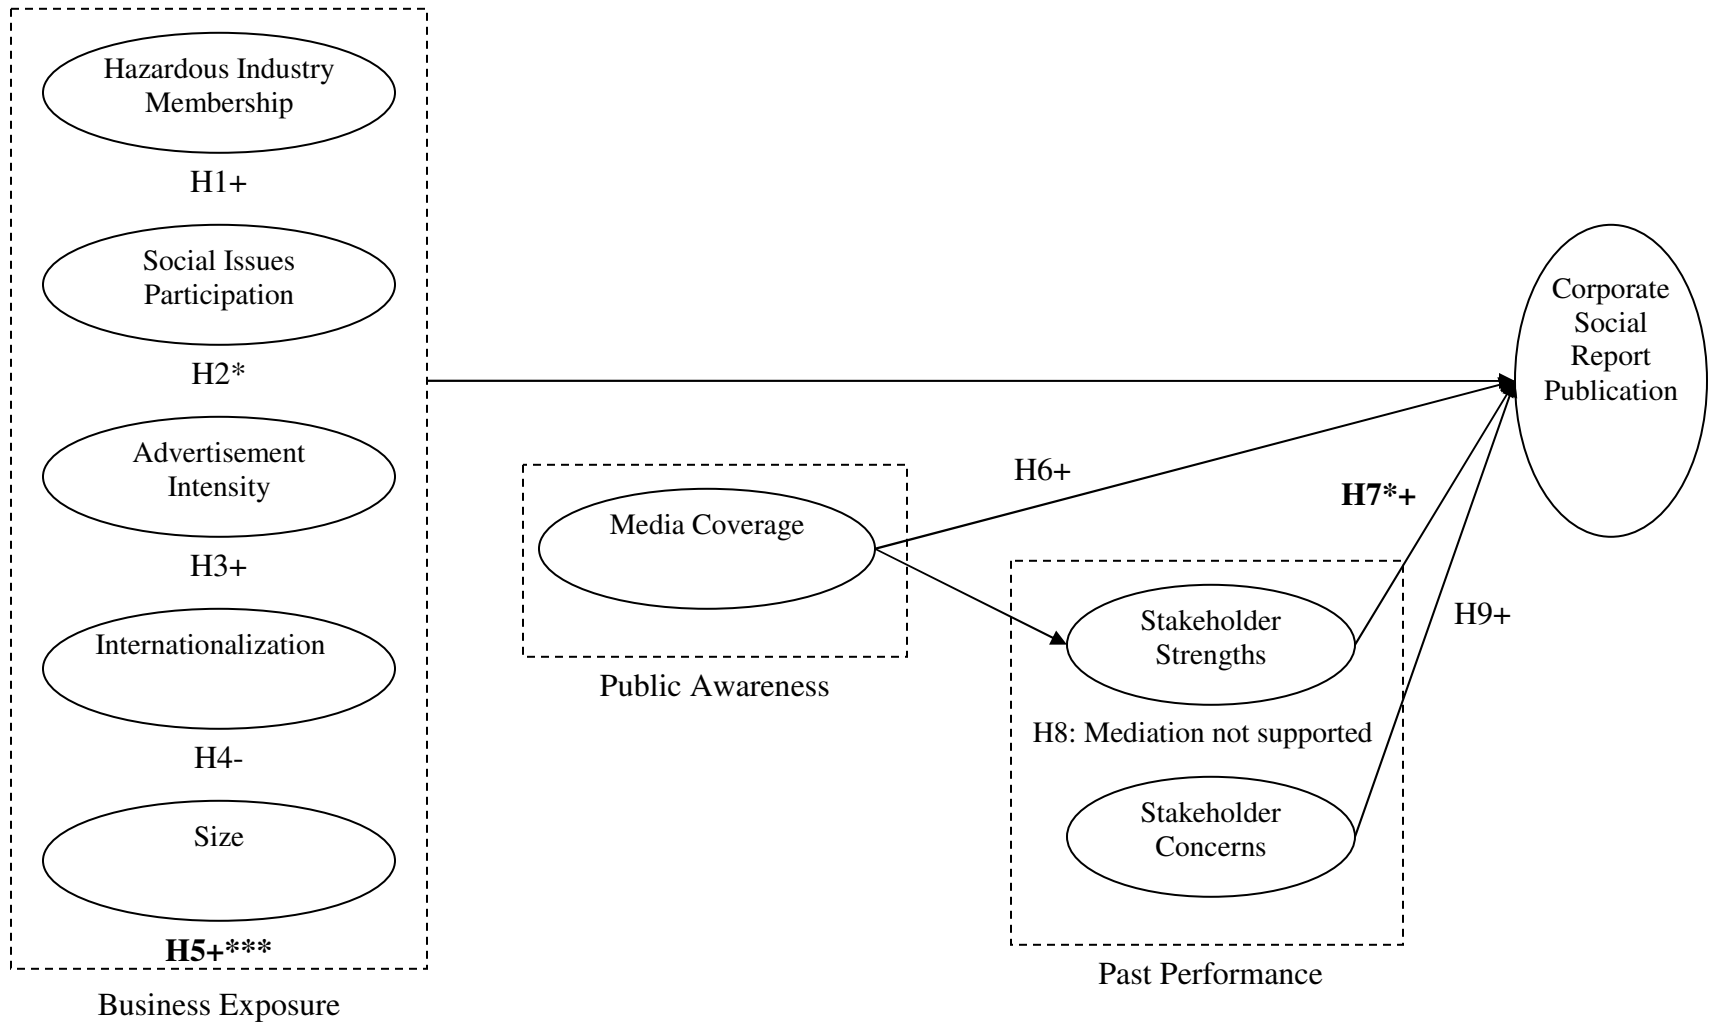 Hazardous Industry
Membership
H1+
Social Issues
Participation
H2*
Advertisement
Intensity
H3+
Internationalization
H4-
Size
H5+***
Business Exposure
Media Coverage
Public Awareness
H6+
H7*+
H9+
Stakeholder
Strengths
H8: Mediation not supported
Stakeholder
Concerns
Past Performance
Corporate
Social
Report
Publication